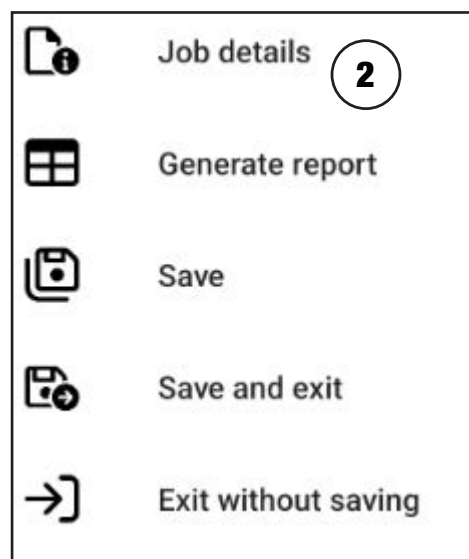 Job details
2
Generate report
Save
Save and exit
Exit without saving